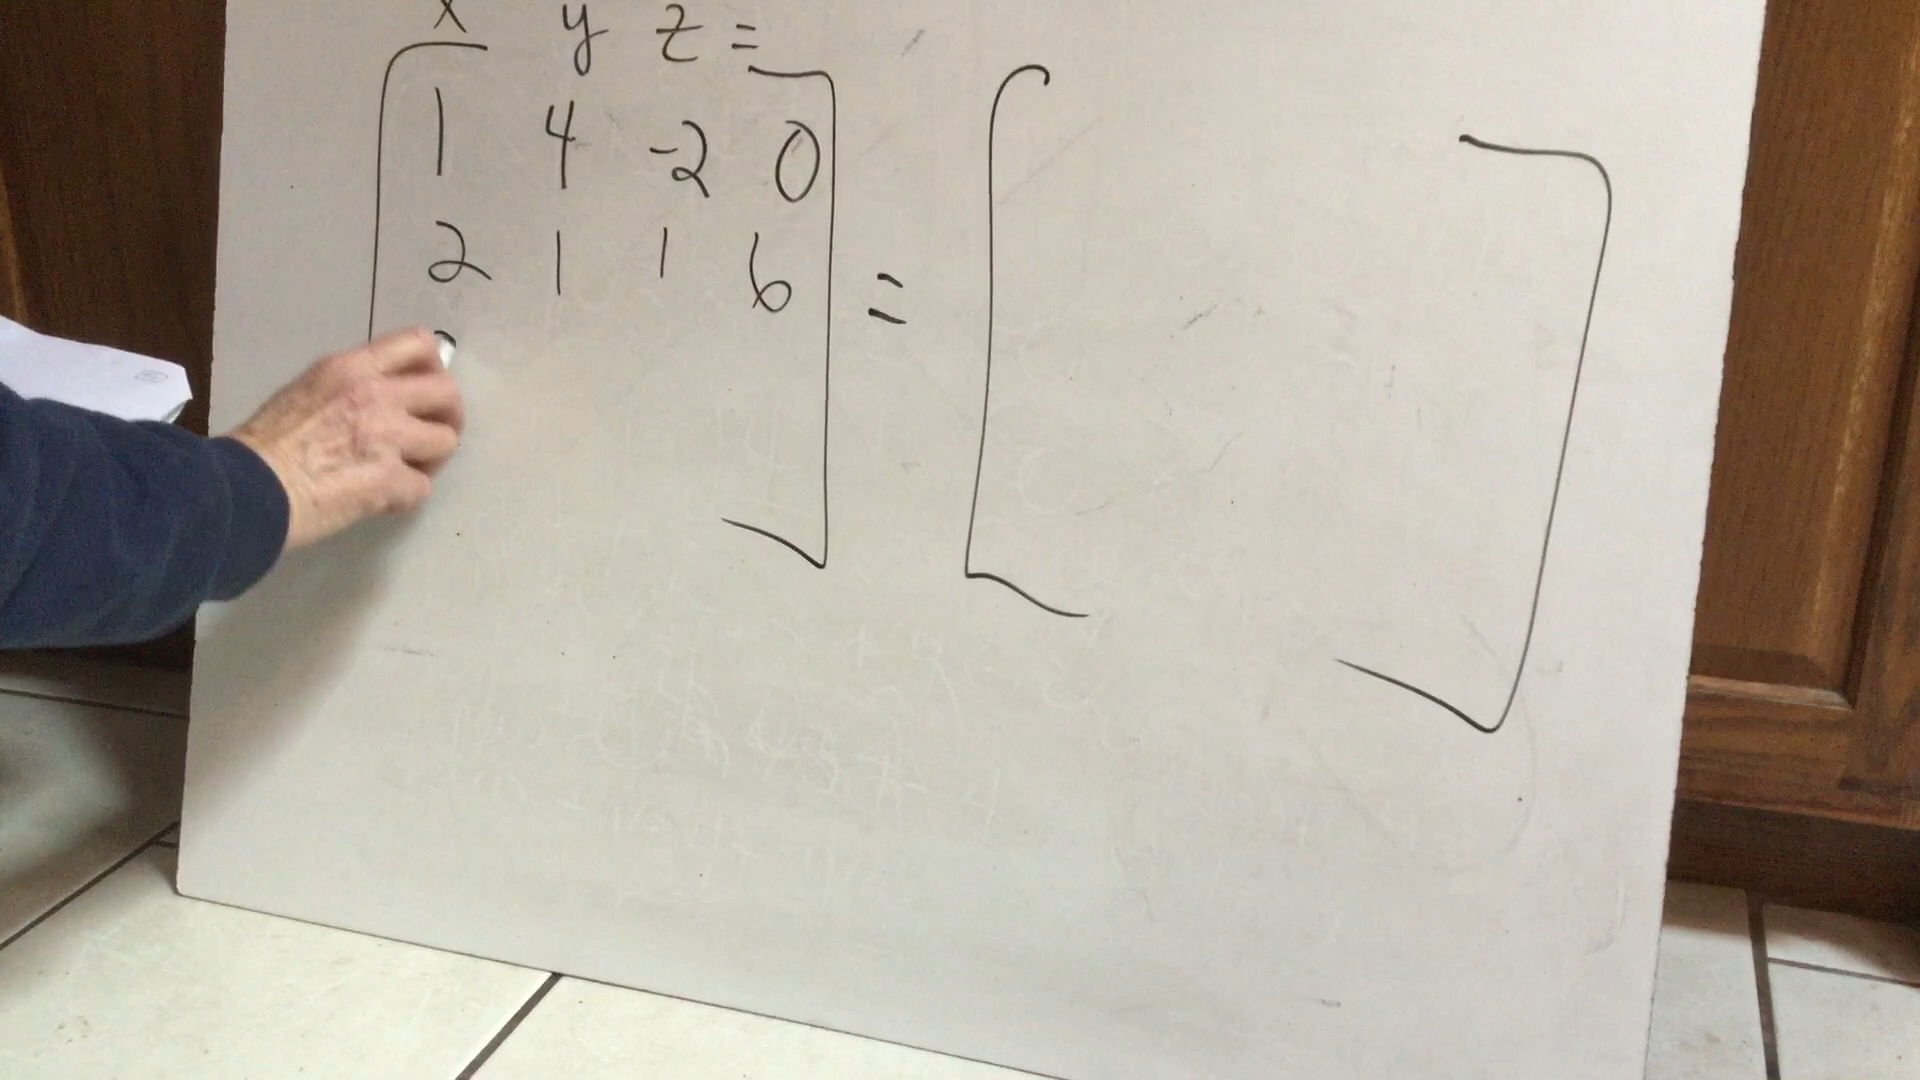 x y z =
1 4 -2 0
2 1 1 6
=